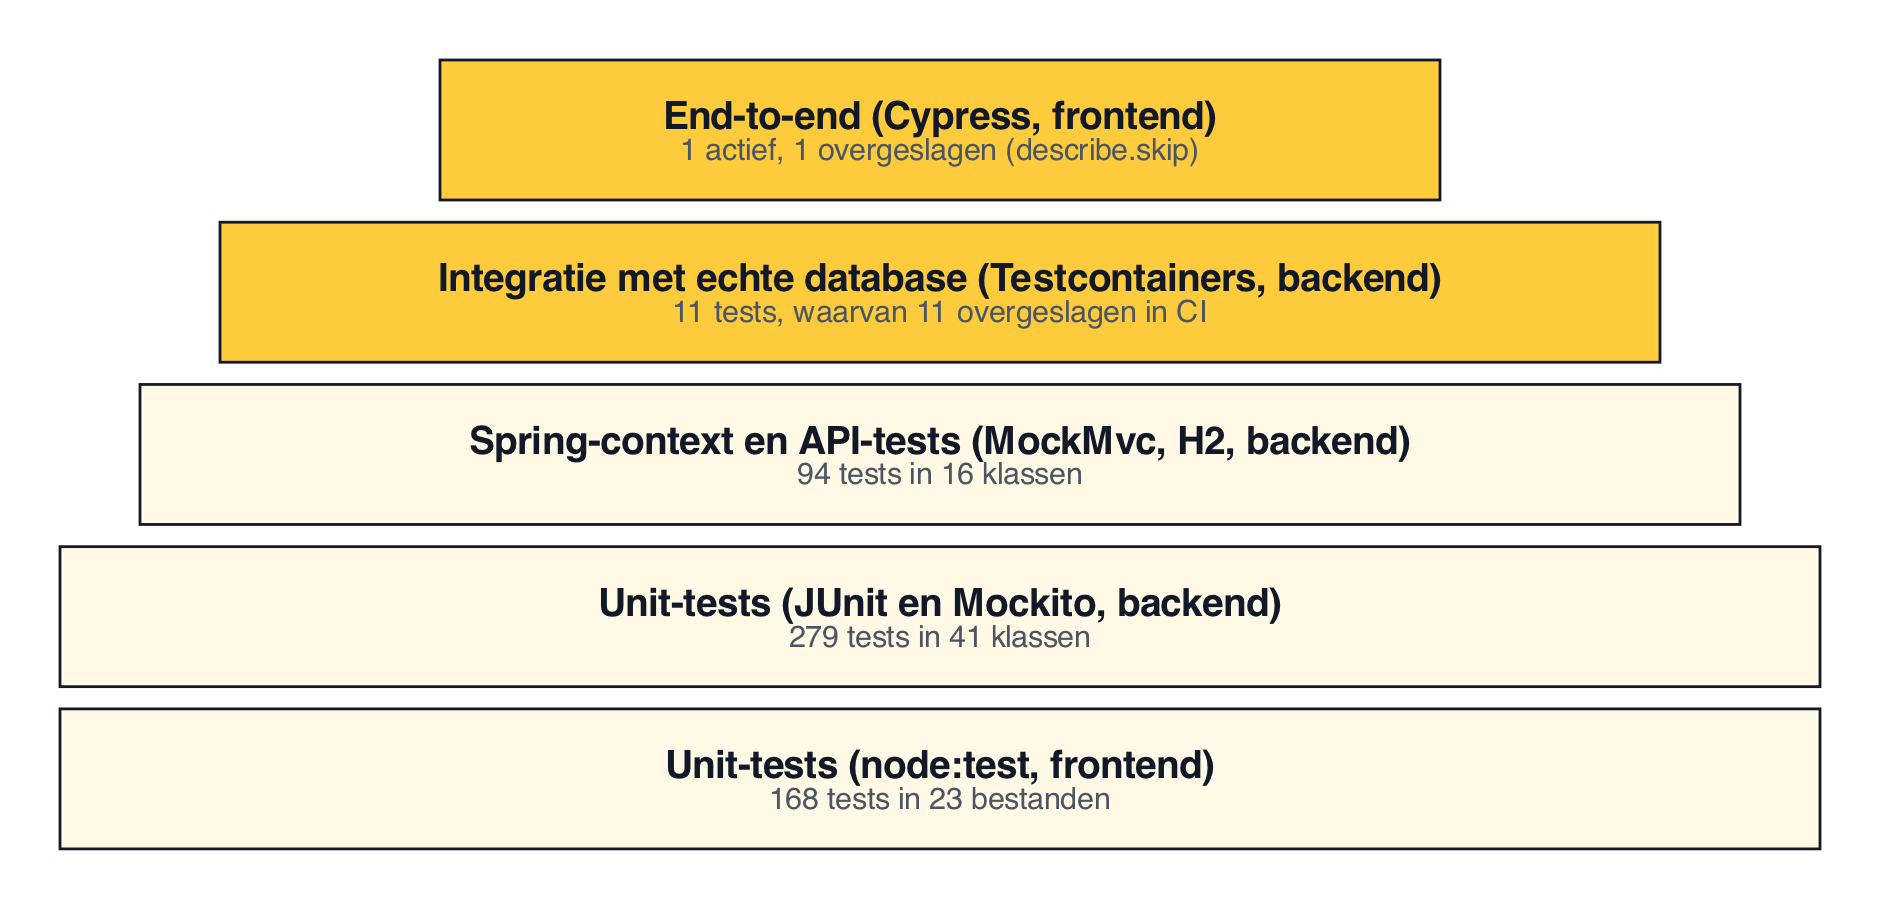 End-to-end (Cypress, frontend)
1 actief, 1 overgeslagen (describe.skip)
Integratie met echte database (Testcontainers, backend)
11 tests, waarvan 11 overgeslagen in CI
Spring-context en API-tests (MockMvc, H2, backend)
94 tests in 16 klassen
Unit-tests (JUnit en Mockito, backend)
279 tests in 41 klassen
Unit-tests (node:test, frontend)
168 tests in 23 bestanden